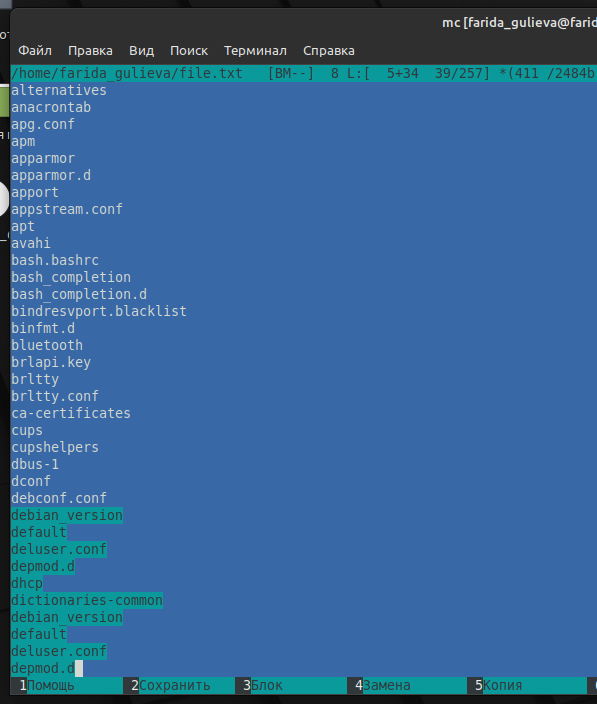 mc [farida_gulieva@farid
Файл Правка Вид Поиск Терминал Справка
/home/farida_gulieva/file.txt [BM--] 8 L:[ 5+34 39/257] *(411 /2484b
alternatives
anacrontab
apg.conf
apm
apparmor
apparmor.d
apport
appstream.conf
apt
avahi
bash.bashrc
bash_completion
bash_completion.d
bindresvport.blacklist
binfmt.d
bluetooth
brlapi.key
brltty
brltty.conf
ca-certificates
cups
cupshelpers
dbus-1
dconf
debconf.conf
debian_version
default
deluser.conf
depmod.d
dhcp
dictionaries-common
debian_version
default
deluser.conf
depmod.d
1Помощь 2Сохранить 3Блок 4Замена 5Копия